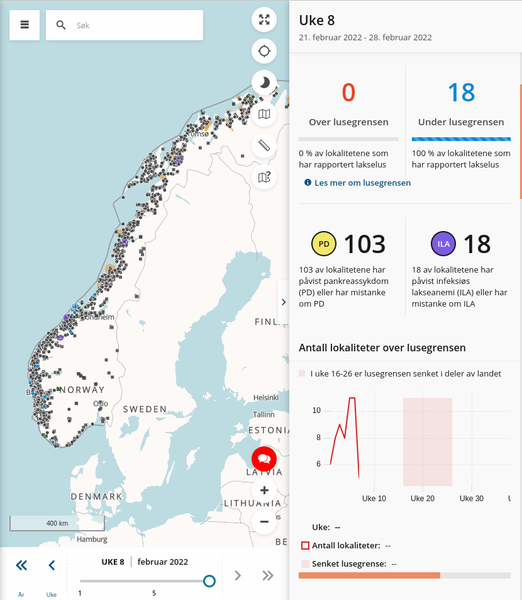 Søk
Tromsø
Trondheim
NORWAY
Oslo
SWEDEN
FINL
Helsinki
Tallinn
ESTONIA
LATVIA
LITHUANIA
DENMARK
Hamburg
BE
400 km
UKE 8 februar 2022
År
Uke
1
5
Uke 8
21. februar 2022 - 28. februar 2022
0
18
Over lusegrensen
Under lusegrensen
0 % av lokalitetene som
har rapportert lakselus
100 % av lokalitetene som
har rapportert lakselus
Les mer om lusegrensen
PD 103
ILA 18
103 av lokalitetene har
påvist pankreassykdom
(PD) eller har mistanke
om PD
18 av lokalitetene har
påvist infeksiøs
lakseanemi (ILA) eller har
mistanke om ILA
Antall lokaliteter over lusegrensen
I uke 16-26 er lusegrensen senket i deler av landet
10
8
6
Uke 10
Uke 20
Uke 30
Uke: --
Antall lokaliteter: --
Senket lusegrense: --